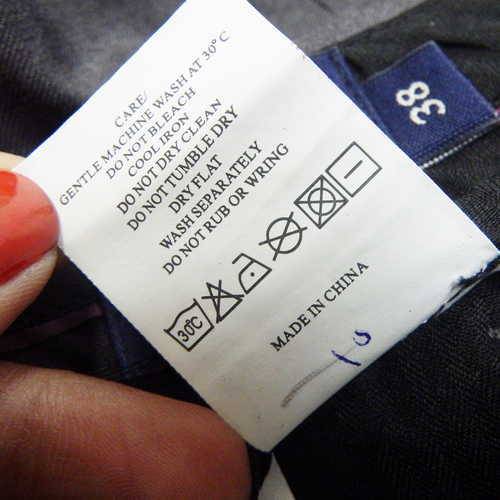 CARE/
GENTLE MACHINE WASH AT 30°C
DO NOT BLEACH
COOL IRON
DO NOT DRY CLEAN
DO NOT TUMBLE DRY
DRY FLAT
WASH SEPARATELY
DO NOT RUB OR WRING
30°C
MADE IN CHINA
38